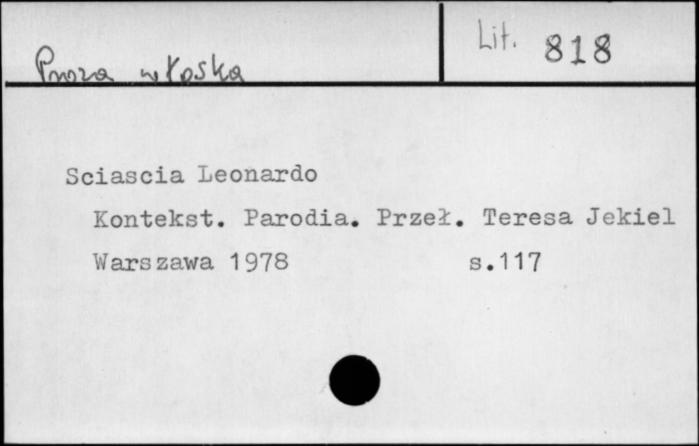 Proza włoska
Lit. 818
Sciascia Leonardo
Kontekst. Parodia. Przeł. Teresa Jekiel
Warszawa 1978 s.117